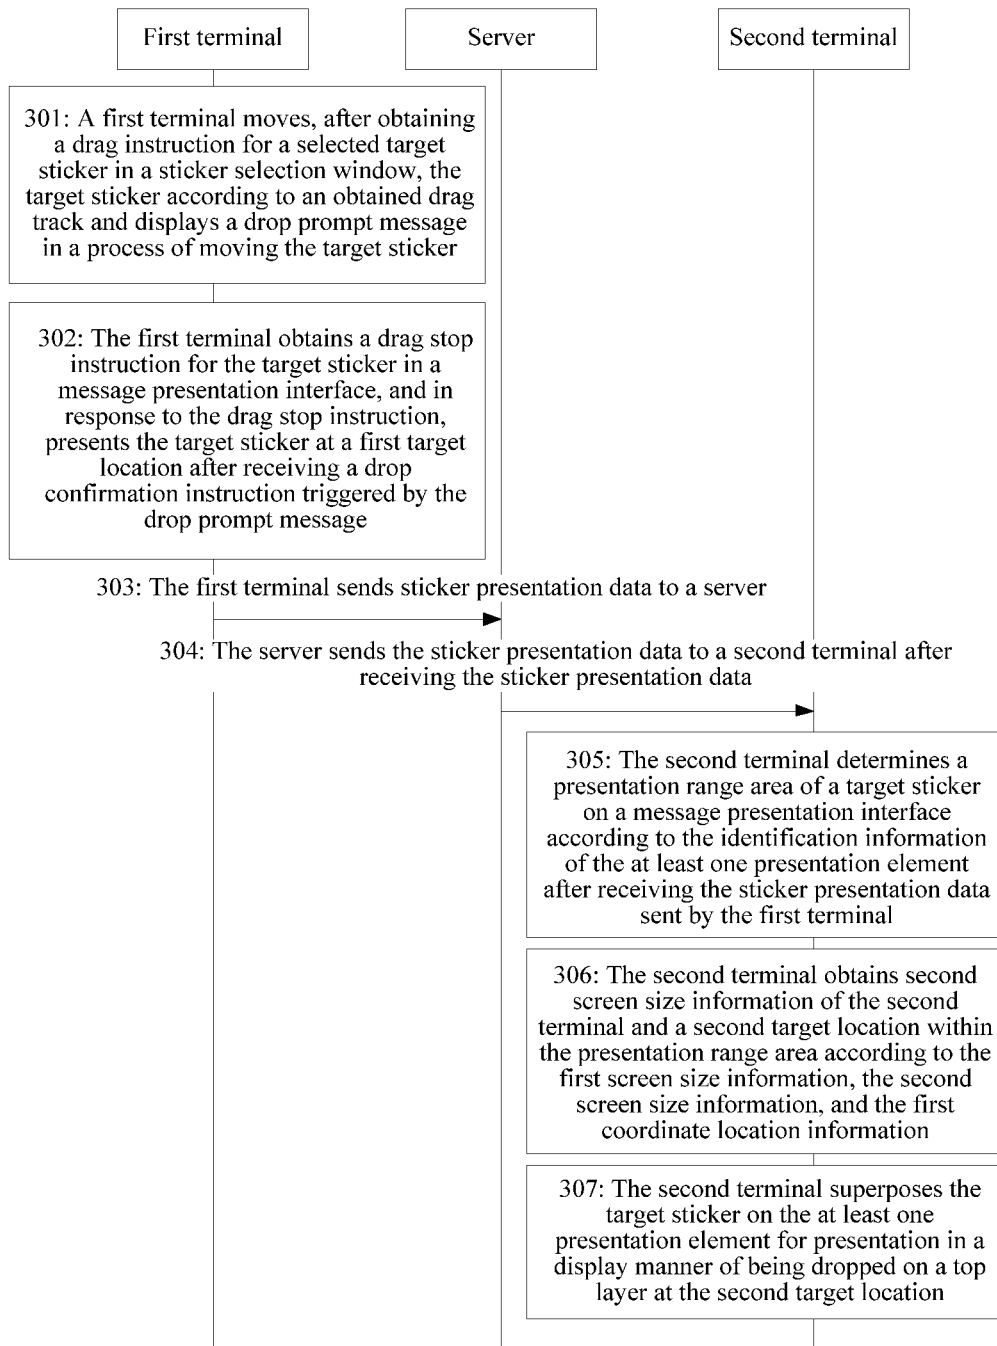 First terminal
Server
Second terminal
301: A first terminal moves, after obtaining
a drag instruction for a selected target
sticker in a sticker selection window, the
target sticker according to an obtained drag
track and displays a drop prompt message
in a process of moving the target sticker
302: The first terminal obtains a drag stop
instruction for the target sticker in a
message presentation interface, and in
response to the drag stop instruction,
presents the target sticker at a first target
location after receiving a drop
confirmation instruction triggered by the
drop prompt message
303: The first terminal sends sticker presentation data to a server
304: The server sends the sticker presentation data to a second terminal after
receiving the sticker presentation data
305: The second terminal determines a
presentation range area of a target sticker
on a message presentation interface
according to the identification information
of the at least one presentation element
after receiving the sticker presentation data
sent by the first terminal
306: The second terminal obtains second
screen size information of the second
terminal and a second target location within
the presentation range area according to the
first screen size information, the second
screen size information, and the first
coordinate location information
307: The second terminal superposes the
target sticker on the at least one
presentation element for presentation in a
display manner of being dropped on a top
layer at the second target location